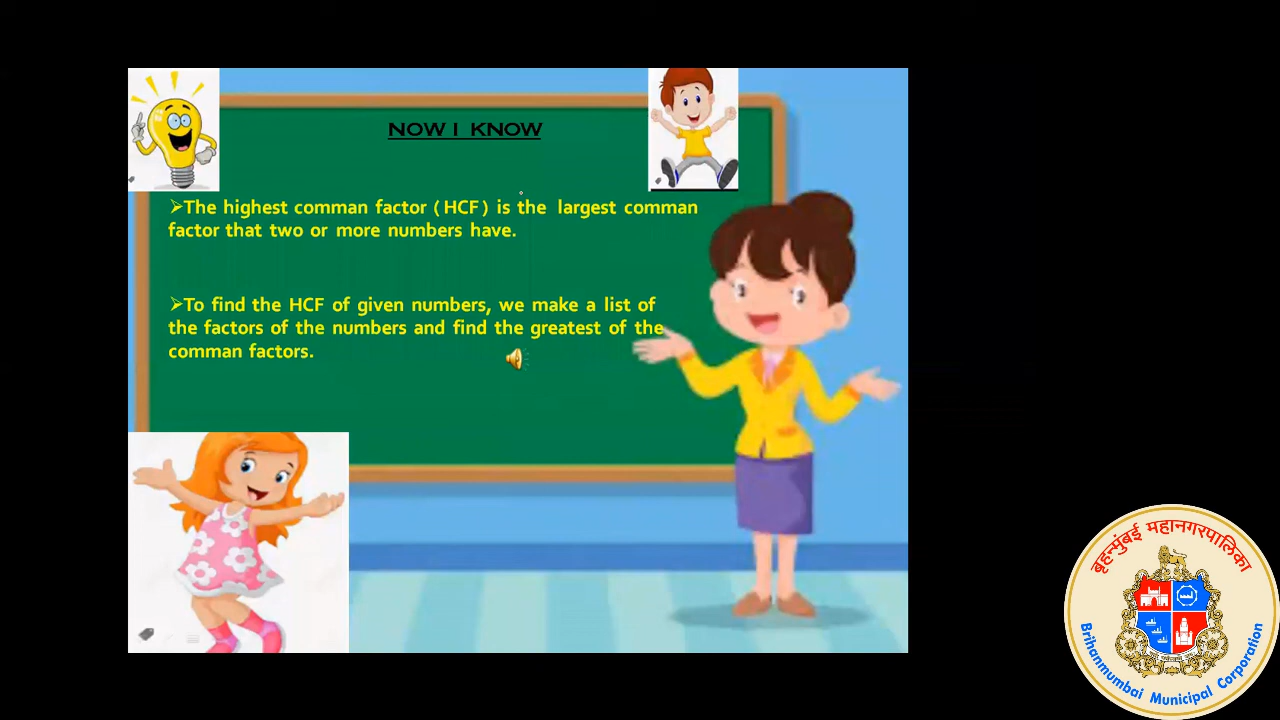 NOW I KNOW
➢The highest comman factor (HCF) is the largest comman
factor that two or more numbers have.
➢To find the HCF of given numbers, we make a list of
the factors of the numbers and find the greatest of the
comman factors.
बृहन्मुंबई महानगरपालिका
Brihanmumbai Municipal Corporation